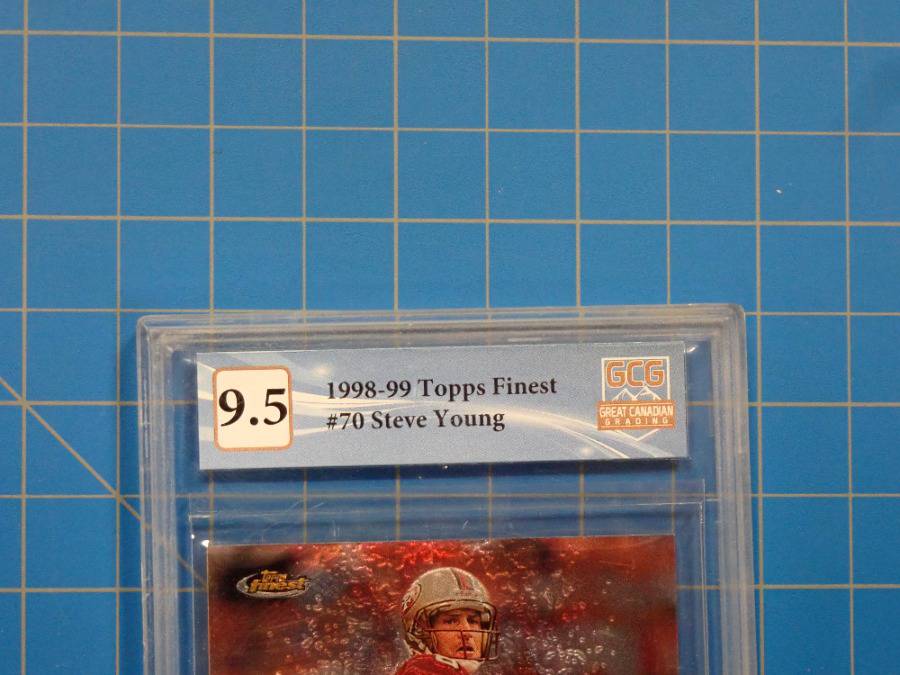 9.5
1998-99 Topps Finest
#70 Steve Young
GCG
GREAT CANADIAN
GRADING
Topps
finest